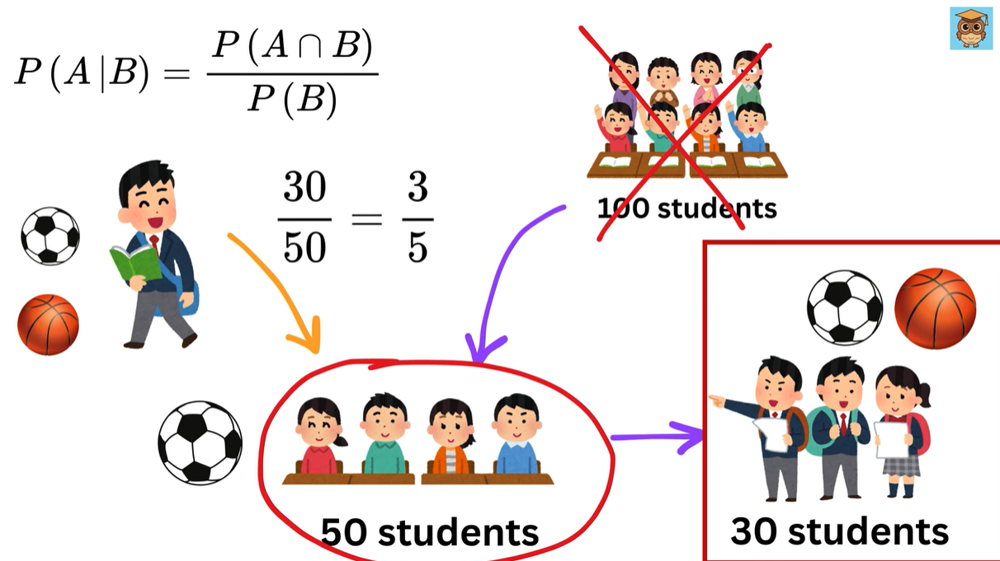 P(A|B) = P(A ∩ B) / P(B)
30/50 = 3/5
100 students
50 students
30 students